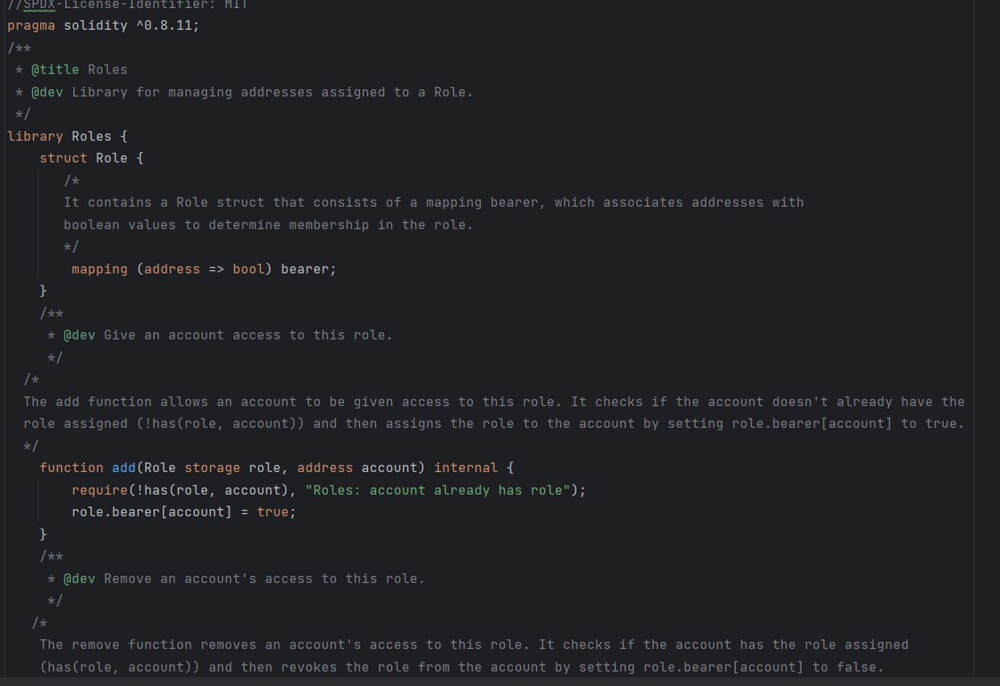 //SPDX-License-Identifier: MIT
pragma solidity ^0.8.11;
/**
 * @title Roles
 * @dev Library for managing addresses assigned to a Role.
 */
library Roles {
    struct Role {
       /*
       It contains a Role struct that consists of a mapping bearer, which associates addresses with
       boolean values to determine membership in the role.
       */
        mapping (address => bool) bearer;
    }
    /**
     * @dev Give an account access to this role.
     */
  /*
  The add function allows an account to be given access to this role. It checks if the account doesn't already have the
  role assigned (!has(role, account)) and then assigns the role to the account by setting role.bearer[account] to true.
  */
    function add(Role storage role, address account) internal {
        require(!has(role, account), "Roles: account already has role");
        role.bearer[account] = true;
    }
    /**
     * @dev Remove an account's access to this role.
     */
   /*
    The remove function removes an account's access to this role. It checks if the account has the role assigned
    (has(role, account)) and then revokes the role from the account by setting role.bearer[account] to false.